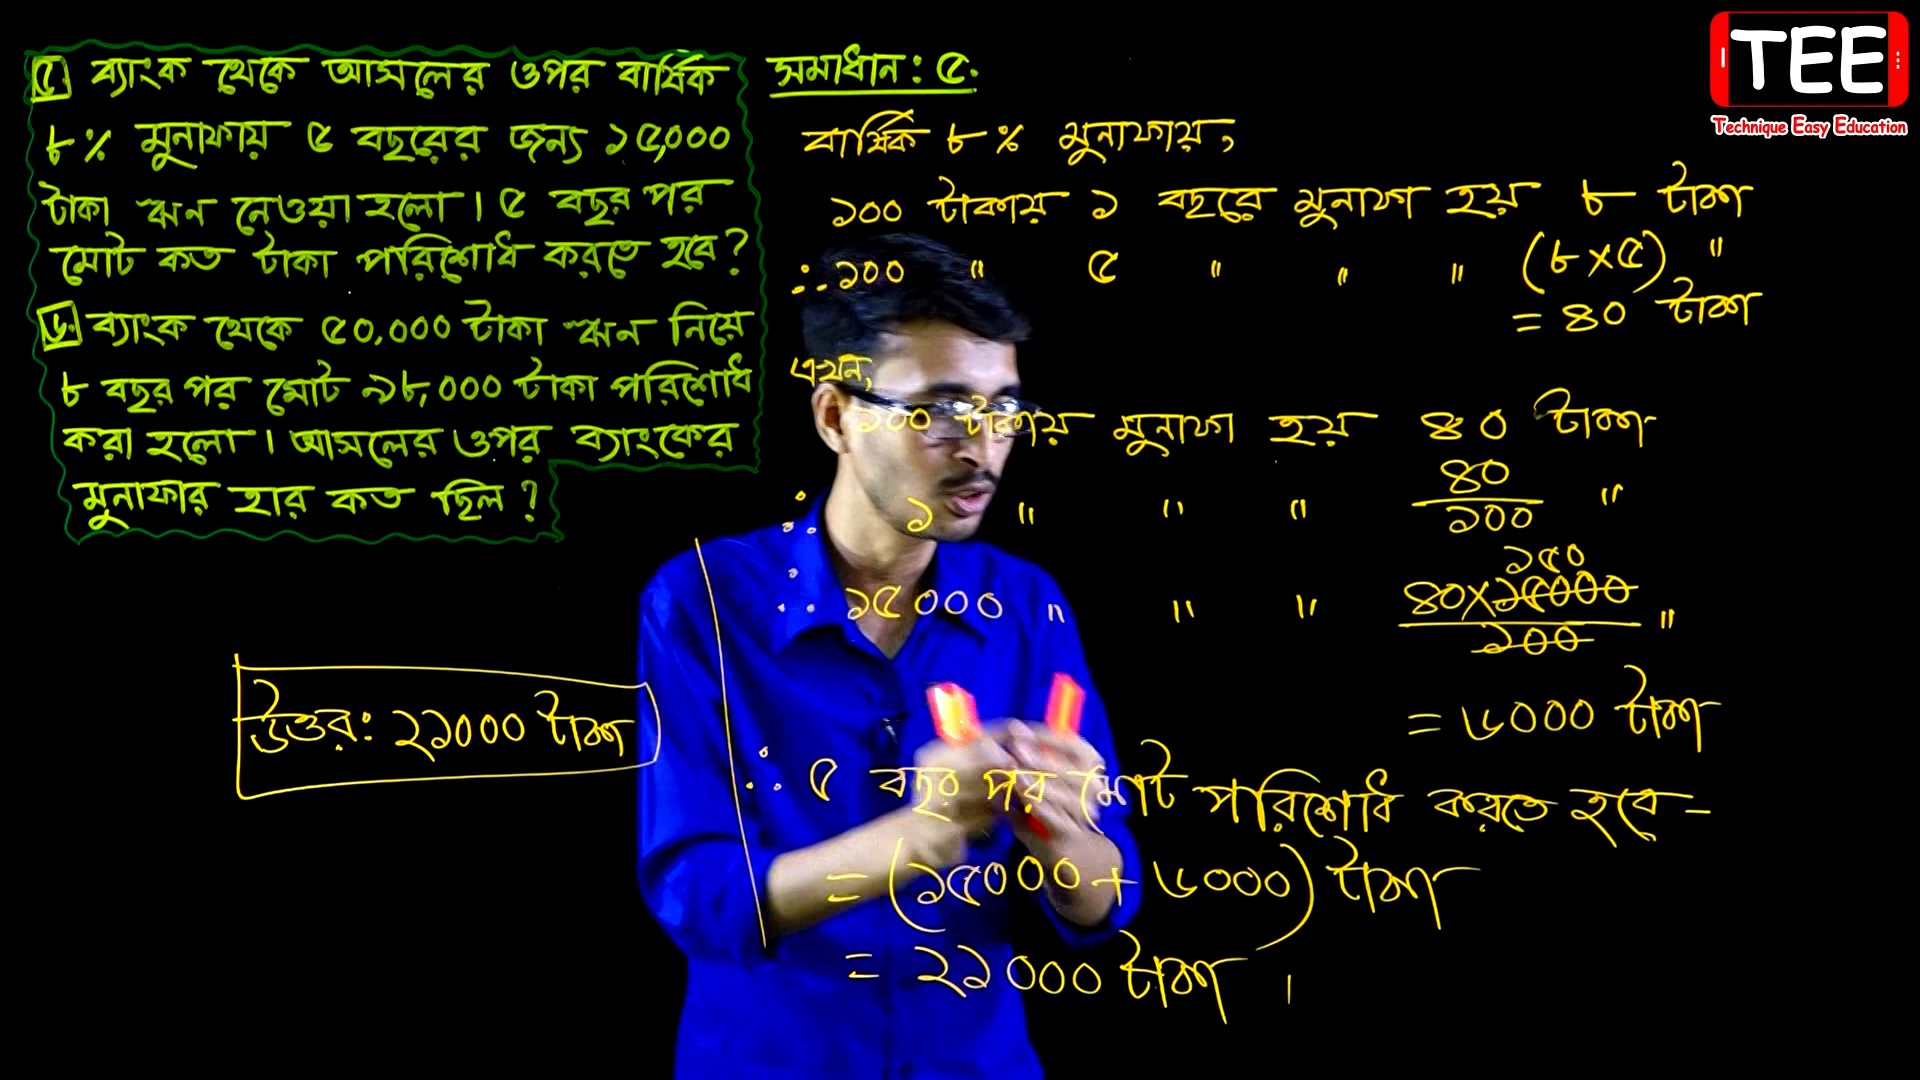 ৫. ব্যাংক থেকে আসলের ওপর বার্ষিক
৮% মুনাফায় ৫ বছরের জন্য ১৫,০০০
টাকা ঋন নেওয়া হলো। ৫ বছর পর
মোট কত টাকা পরিশোধ করতে হবে?
৬. ব্যাংক থেকে ৫০,০০০ টাকা ঋন নিয়ে
৮ বছর পর মোট ৯৮,০০০ টাকা পরিশোধ
করা হলো। আসলের ওপর ব্যাংকের
মুনাফার হার কত ছিল?
উত্তর: ২১০০০ টাকা
সমাধান: ৫.
বার্ষিক ৮% মুনাফায়,
১০০ টাকায় ১ বছরে মুনাফা হয় ৮ টাকা
∴ ১০০ " ৫ " " " (৮×৫) "
= ৪০ টাকা
এখন,
১০০ টাকায় মুনাফা হয় ৪০ টাকা
∴ ১ " " " ৪০/১০০ "
১৫০
∴ ১৫০০০ " " " ৪০×১৫০০০/১০০ "
= ৬০০০ টাকা
∴ ৫ বছর পর মোট পরিশোধ করতে হবে –
= (১৫০০০ + ৬০০০) টাকা
= ২১০০০ টাকা ।
TEE
Technique Easy Education